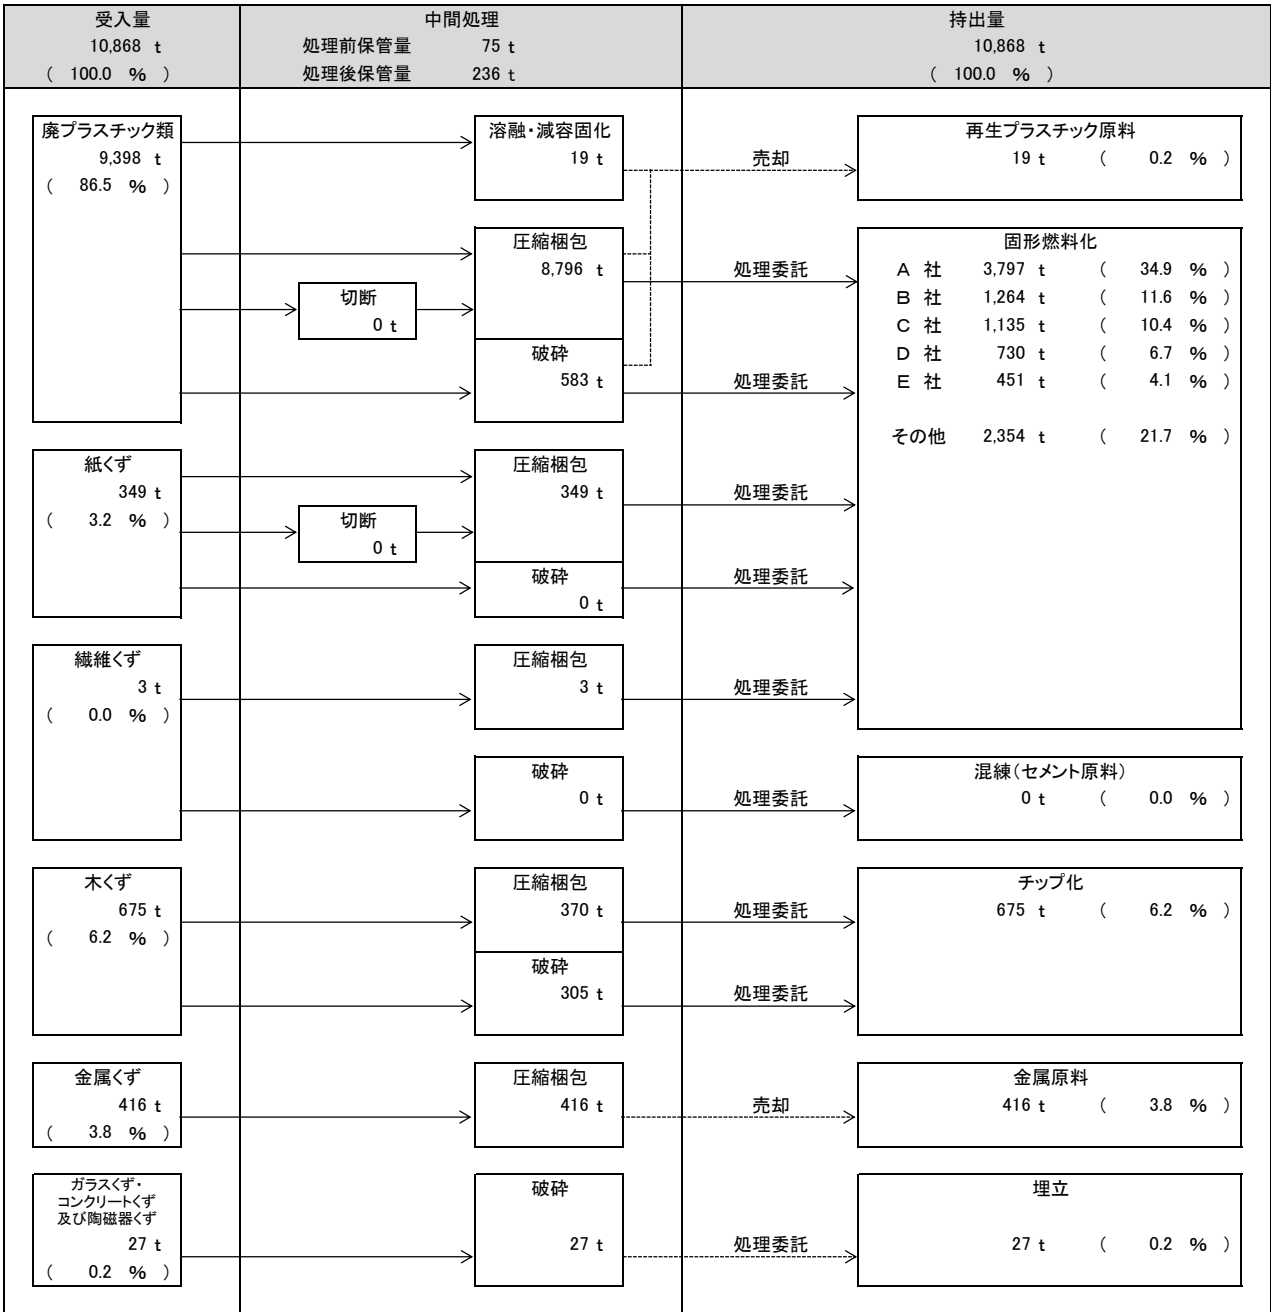 受入量
10,868 t
( 100.0 % )
中間処理
処理前保管量 75 t
処理後保管量 236 t
持出量
10,868 t
( 100.0 % )
廃プラスチック類
9,398 t
( 86.5 % )
溶融・減容固化
19 t
売却
再生プラスチック原料
19 t ( 0.2 % )
圧縮梱包
8,796 t
切断
0 t
破砕
583 t
処理委託
処理委託
固形燃料化
A 社 3,797 t ( 34.9 % )
B 社 1,264 t ( 11.6 % )
C 社 1,135 t ( 10.4 % )
D 社 730 t ( 6.7 % )
E 社 451 t ( 4.1 % )
その他 2,354 t ( 21.7 % )
紙くず
349 t
( 3.2 % )
切断
0 t
圧縮梱包
349 t
破砕
0 t
処理委託
処理委託
繊維くず
3 t
( 0.0 % )
圧縮梱包
3 t
処理委託
破砕
0 t
処理委託
混練(セメント原料)
0 t ( 0.0 % )
木くず
675 t
( 6.2 % )
圧縮梱包
370 t
破砕
305 t
処理委託
処理委託
チップ化
675 t ( 6.2 % )
金属くず
416 t
( 3.8 % )
圧縮梱包
416 t
売却
金属原料
416 t ( 3.8 % )
ガラスくず・
コンクリートくず
及び陶磁器くず
27 t
( 0.2 % )
破砕
27 t
処理委託
埋立
27 t ( 0.2 % )